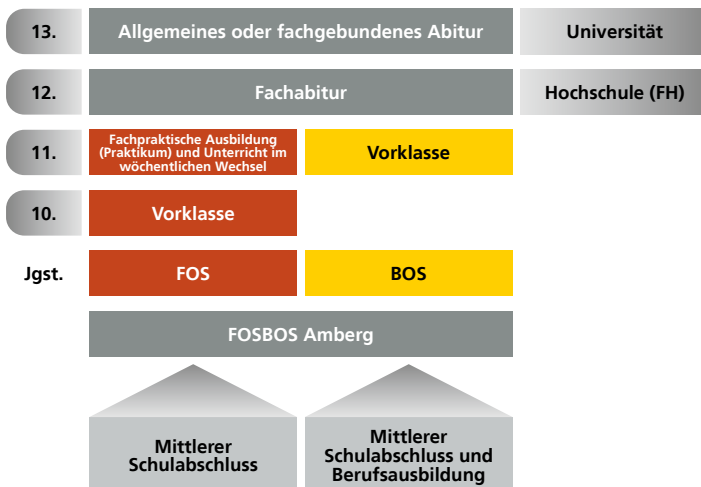 13.
Allgemeines oder fachgebundenes Abitur
Universität
12.
Fachabitur
Hochschule (FH)
11.
Fachpraktische Ausbildung
(Praktikum) und Unterricht im
wöchentlichen Wechsel
Vorklasse
10.
Vorklasse
Jgst.
FOS
BOS
FOSBOS Amberg
Mittlerer
Schulabschluss
Mittlerer
Schulabschluss und
Berufsausbildung